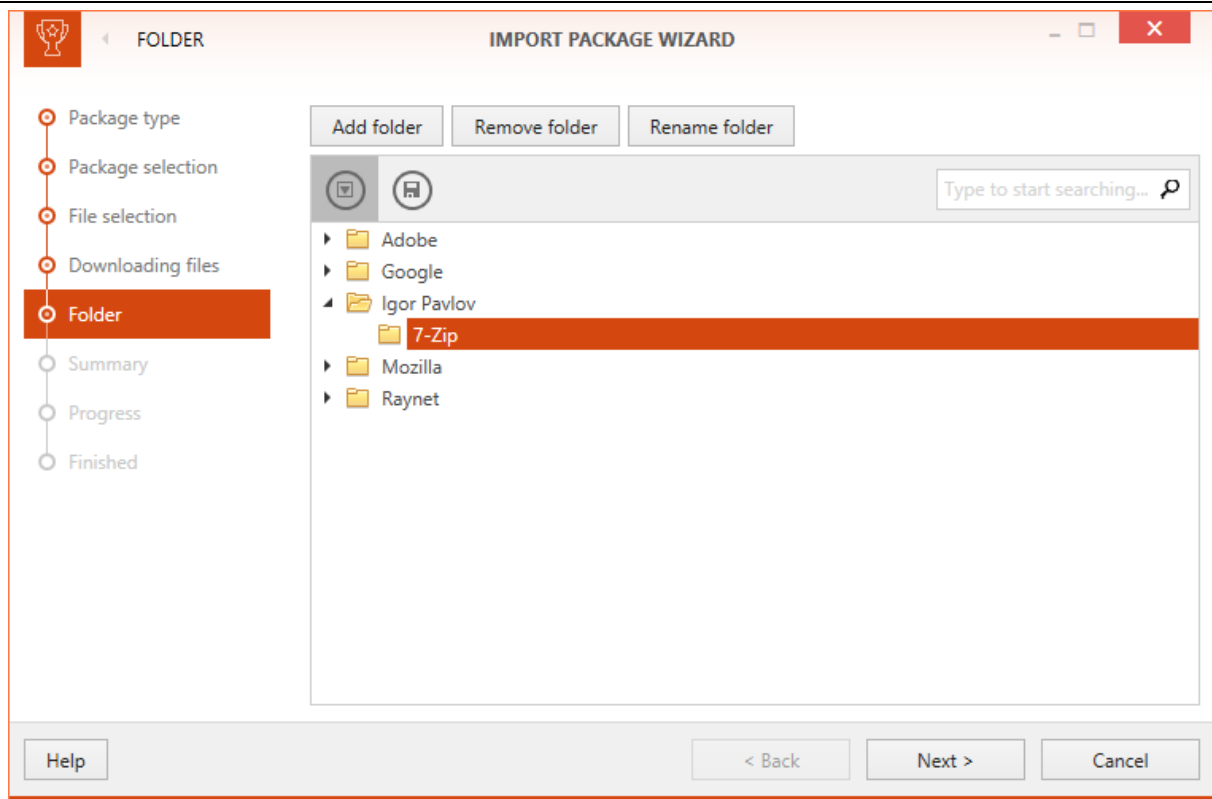 FOLDER
IMPORT PACKAGE WIZARD
Package type
Package selection
File selection
Downloading files
Folder
Summary
Progress
Finished
Add folder
Remove folder
Rename folder
Type to start searching...
Adobe
Google
Igor Pavlov
7-Zip
Mozilla
Raynet
Help
< Back
Next >
Cancel